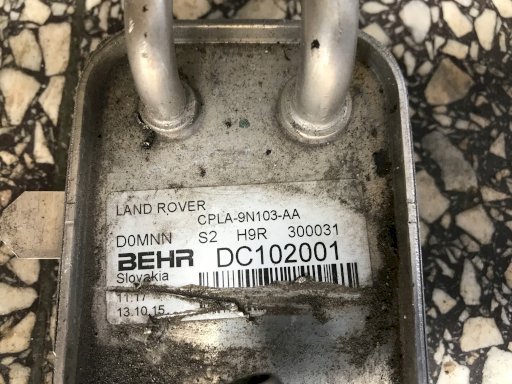 LAND ROVER
CPLA-9N103-AA
D0MNN S2 H9R 300031
BEHR DC102001
Slovakia
11:17
13.10.15